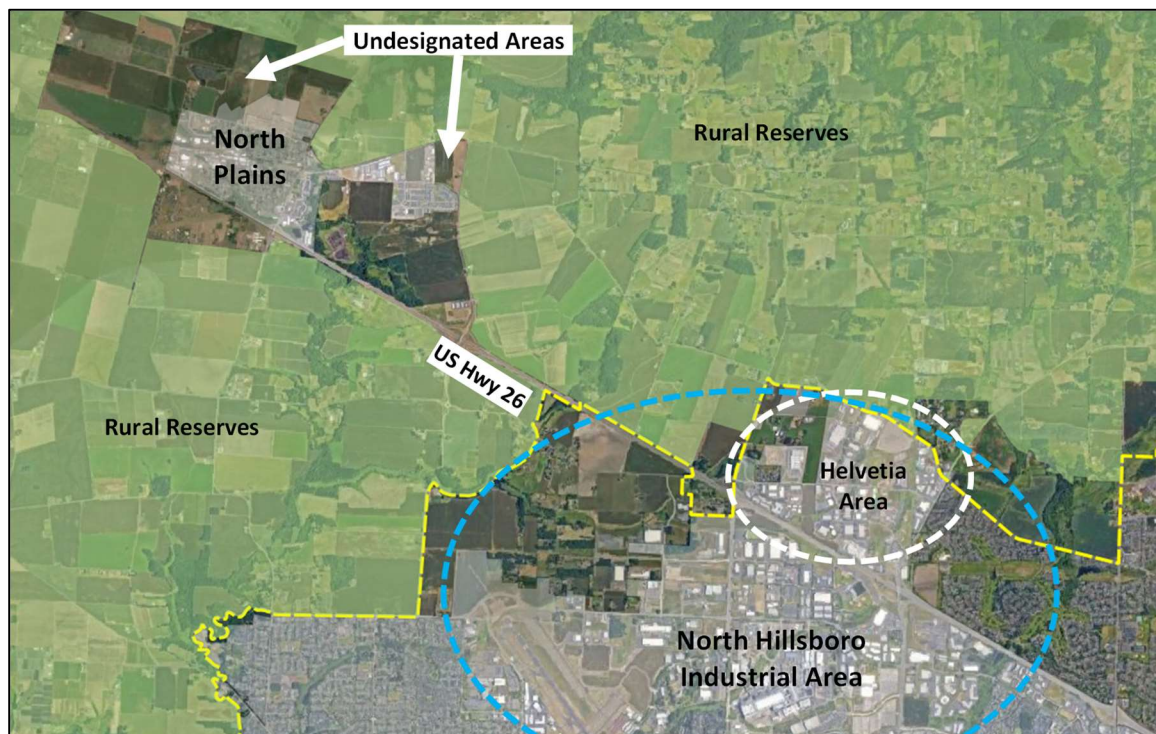 Undesignated Areas
North
Plains
Rural Reserves
US Hwy 26
Rural Reserves
Helvetia
Area
North Hillsboro
Industrial Area